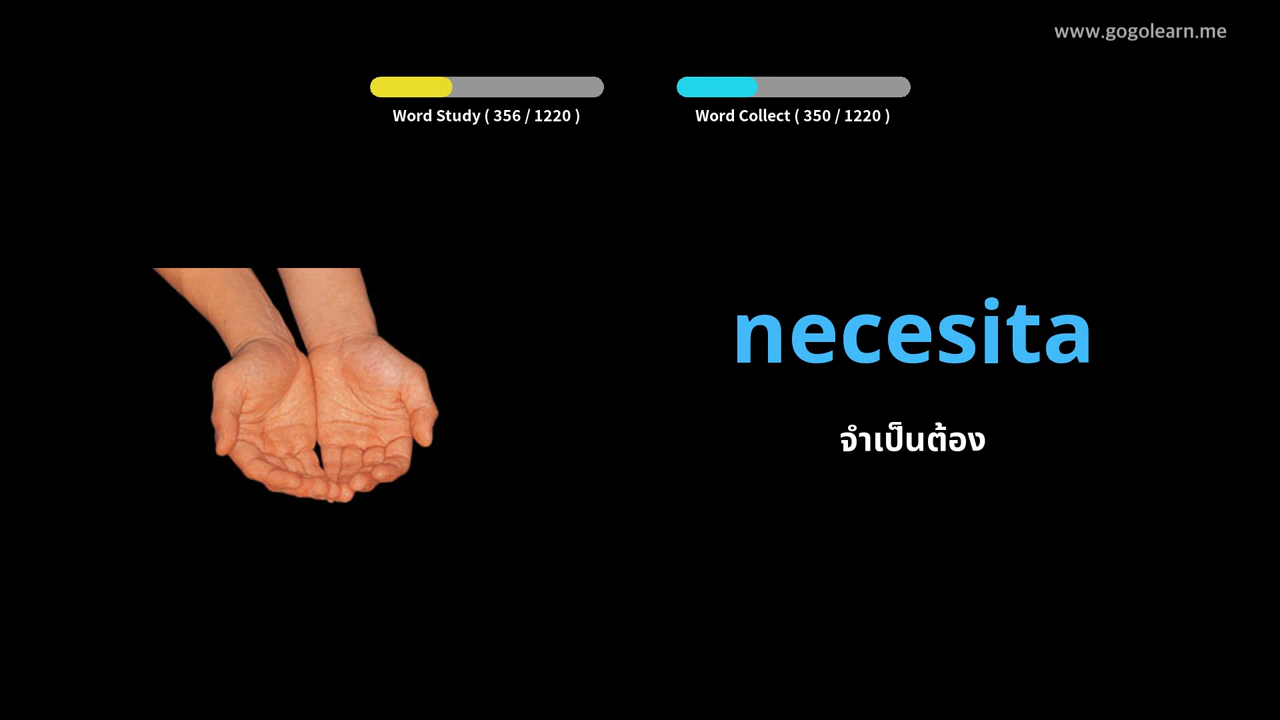 www.gogolearn.me
Word Study ( 356 / 1220 )
Word Collect ( 350 / 1220 )
necesita
จำเป็นต้อง